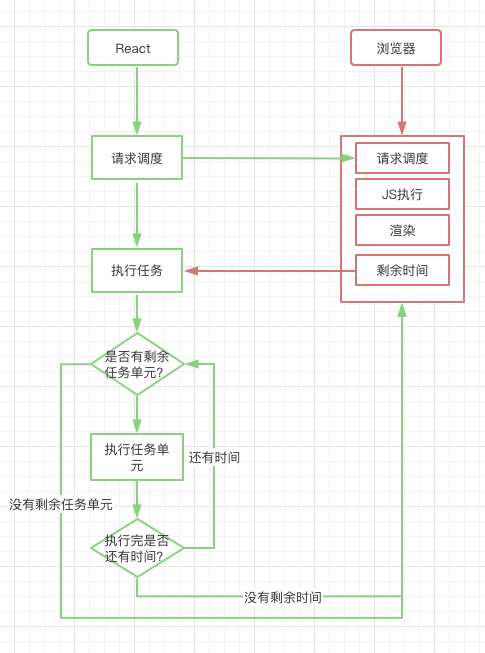 React
浏览器
请求调度
请求调度
JS执行
渲染
执行任务
剩余时间
是否有剩余
任务单元?
执行任务单
元
还有时间
没有剩余任务单元
执行完是否
还有时间?
没有剩余时间